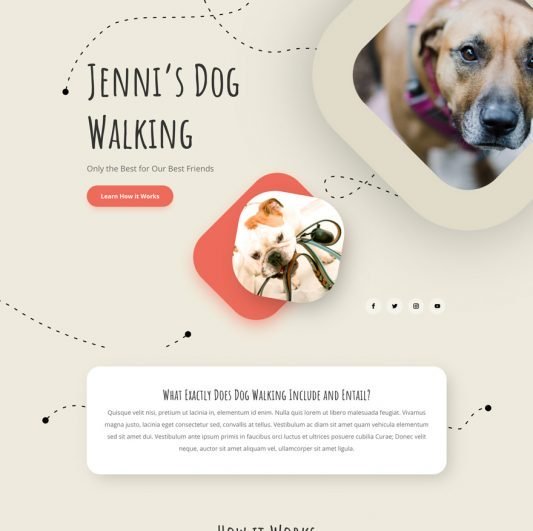 Jenni's Dog
Walking
Only the Best for Our Best Friends
Learn How it Works
What Exactly Does Dog Walking Include and Entail?
Quisque velit nisi, pretium ut lacinia in, elementum id enim. Nulla quis lorem ut libero malesuada feugiat. Vivamus
magna justo, lacinia eget consectetur sed, convallis at tellus. Vestibulum ac diam sit amet quam vehicula elementum
sed sit amet dui. Vestibulum ante ipsum primis in faucibus orci luctus et ultrices posuere cubilia Curae; Donec velit
neque, auctor sit amet aliquam vel, ullamcorper sit amet ligula.
How it Works